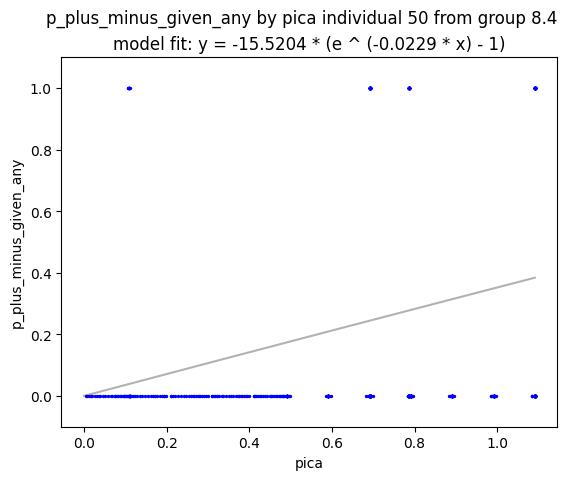 p_plus_minus_given_any by pica individual 50 from group 8.4
model fit: y = -15.5204 * (e ^ (-0.0229 * x) - 1)
1.0
0.8
0.6
0.4
0.2
0.0
p_plus_minus_given_any
0.0 0.2 0.4 0.6 0.8 1.0
pica